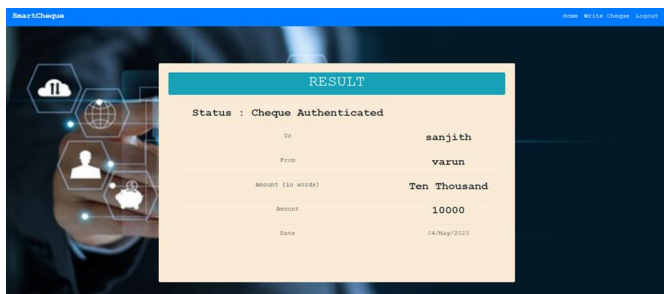 SmartCheque
Home Write Cheque Logout
RESULT
Status : Cheque Authenticated
To sanjith
From varun
Amount [in words] Ten Thousand
Amount 10000
Date 04/May/2023